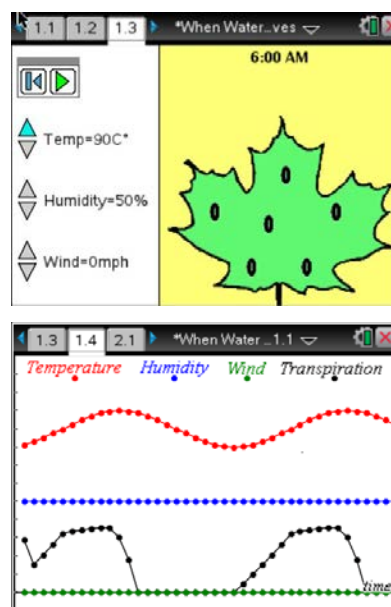 1.1 1.2 1.3 *When Water...ves
6:00 AM
Temp=90C*
Humidity=50%
Wind=0mph
1.3 1.4 2.1 *When Water ...1.1
Temperature Humidity Wind Transpiration
time